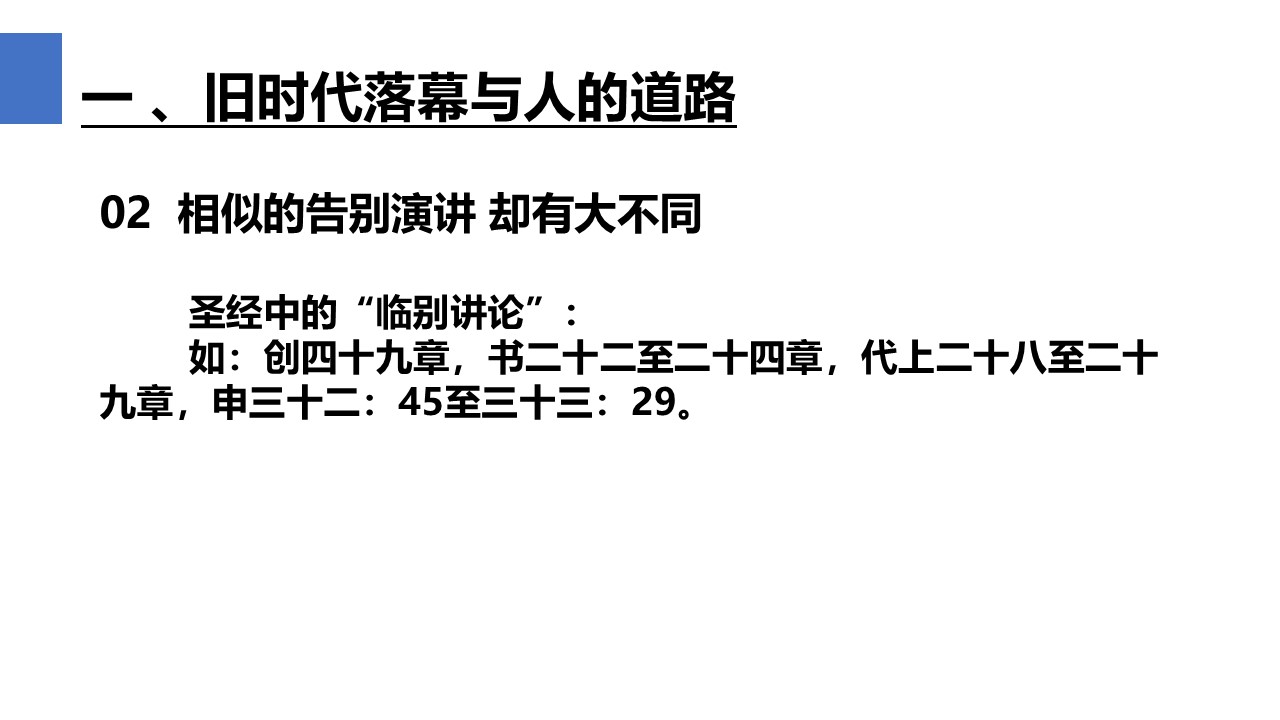 一 、旧时代落幕与人的道路
02 相似的告别演讲 却有大不同
圣经中的“临别讲论”：
如：创四十九章，书二十二至二十四章，代上二十八至二十
九章，申三十二：45至三十三：29。